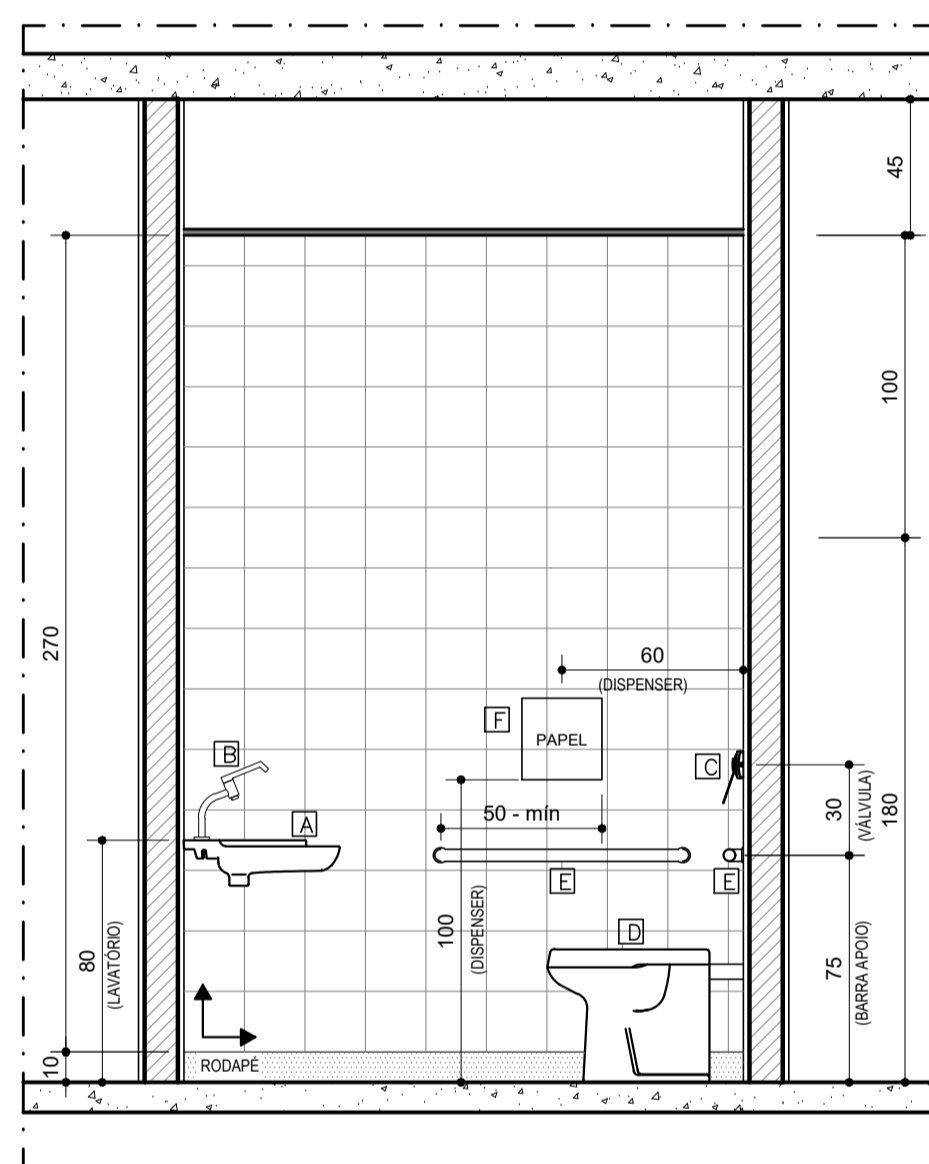 45
100
270
60
(DISPENSER)
F
PAPEL
B
C
50 - mín
30
(VÁLVULA)
180
A
E
E
100
(DISPENSER)
D
80
(LAVATÓRIO)
75
(BARRA APOIO)
10
RODAPÉ